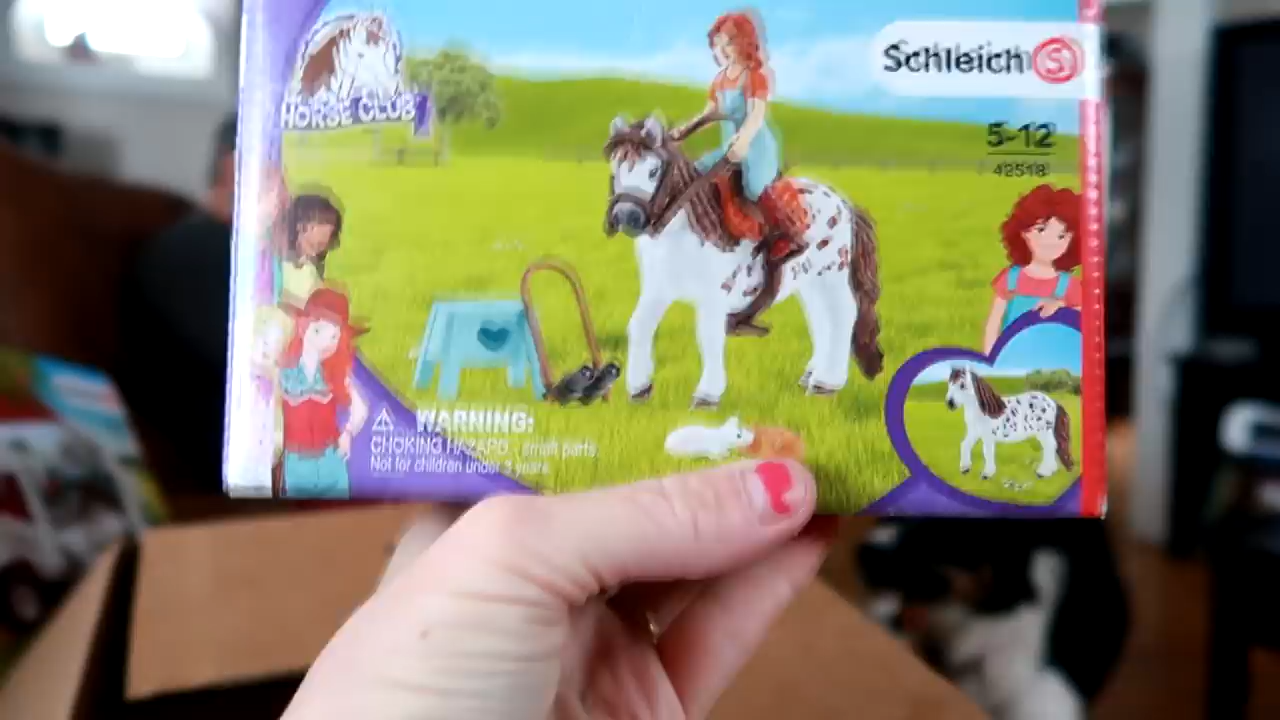 HORSE CLUB
Schleich S
5-12
42518
WARNING:
CHOKING HAZARD - small parts
Not for children under 3 years